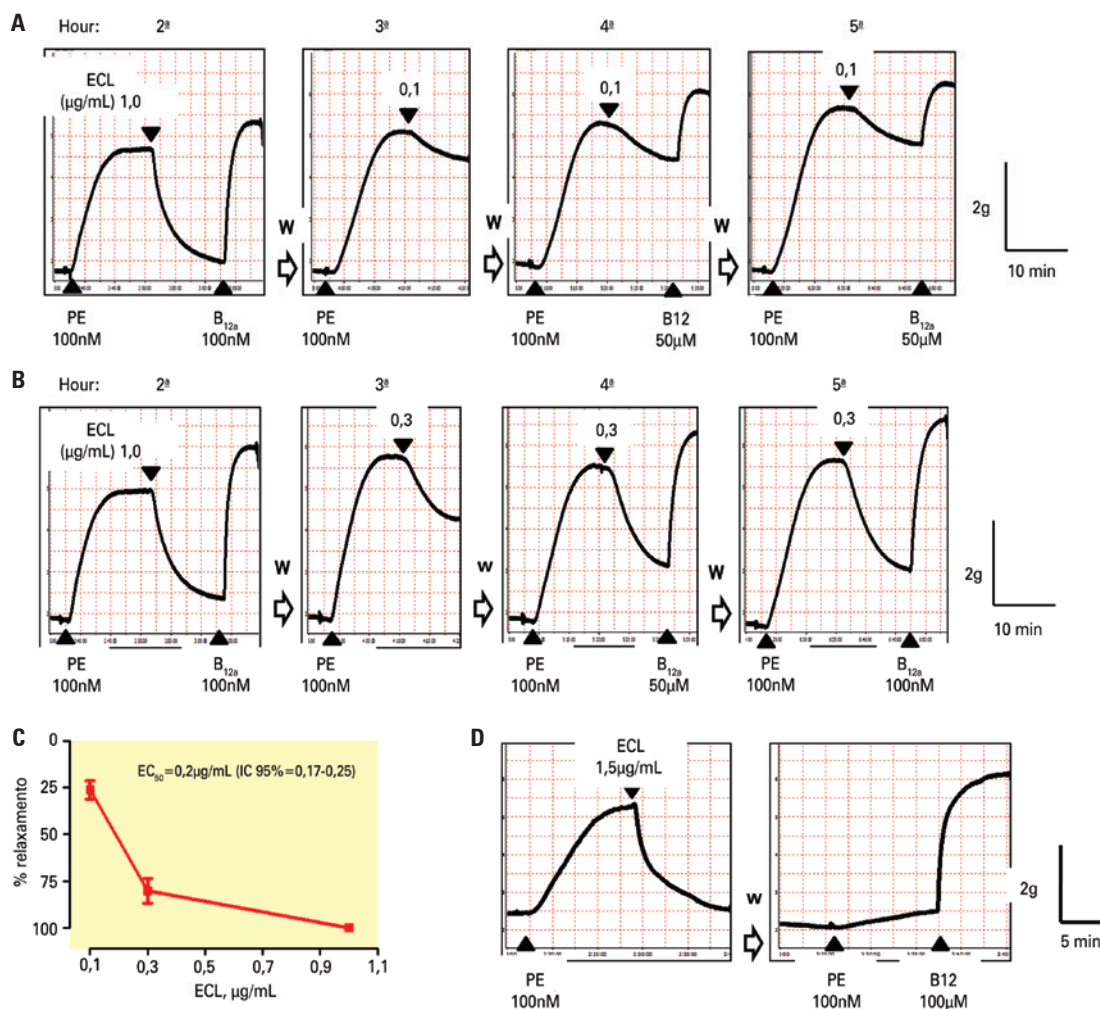 A
Hour: 2ª 3ª 4ª 5ª
ECL
(µg/mL) 1,0
0,1
0,1
0,1
W
W
W
2g
10 min
PE
100nM
B12a
100nM
PE
100nM
PE
100nM
B12
50µM
PE
100nM
B12a
50µM
B
Hour: 2ª 3ª 4ª 5ª
ECL
(µg/mL) 1,0
0,3
0,3
0,3
W
w
W
2g
10 min
PE
100nM
B12a
100nM
PE
100nM
PE
100nM
B12a
50µM
PE
100nM
B12a
100nM
C
EC50=0,2µg/mL (IC 95%=0,17-0,25)
% relaxamento
0
25
50
75
100
0,1 0,3 0,5 0,7 0,9 1,1
ECL, µg/mL
D
ECL
1,5µg/mL
w
2g
5 min
PE
100nM
PE
100nM
B12
100µM